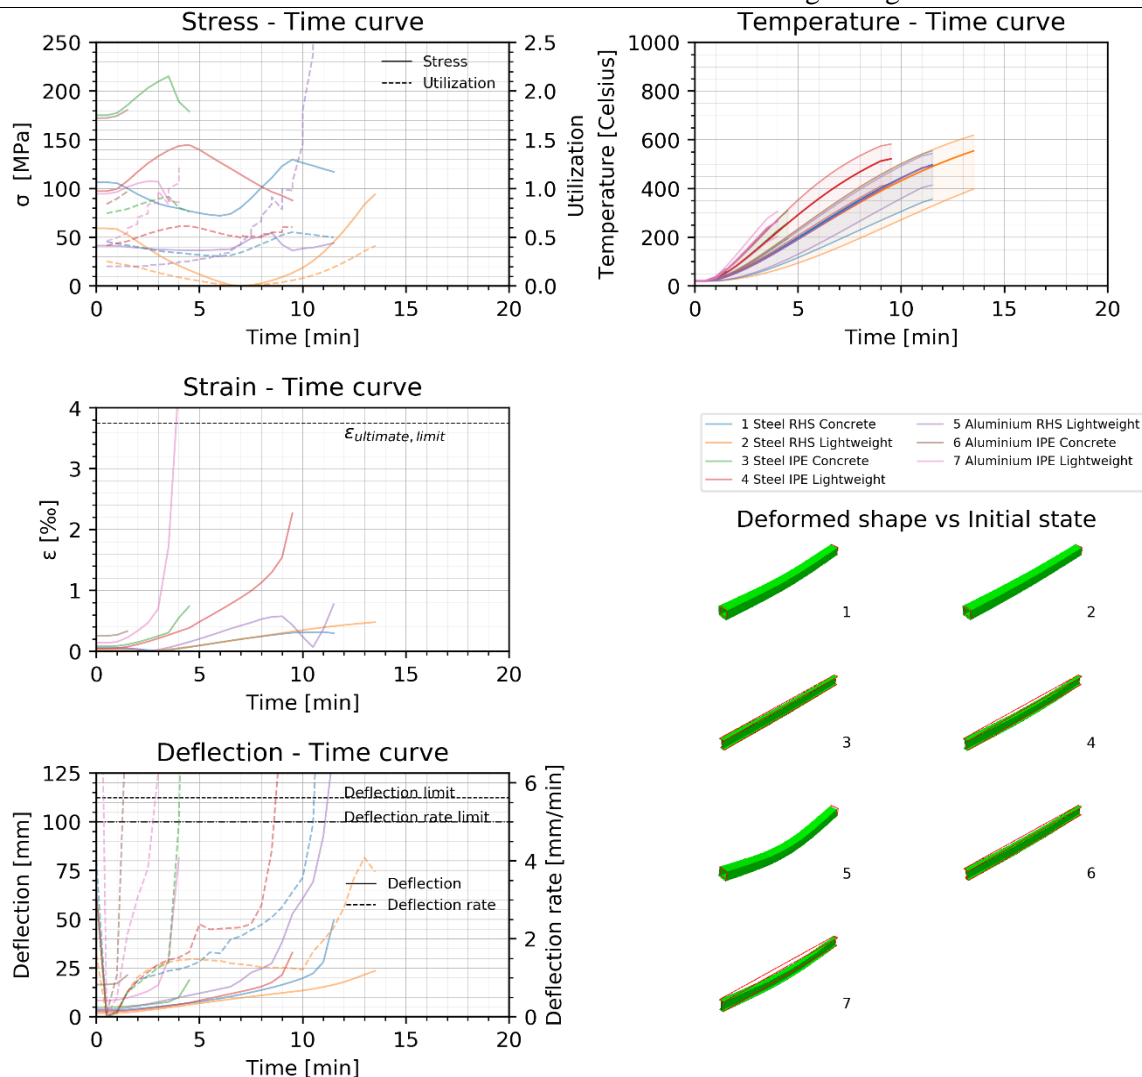 Stress - Time curve
250
200
150
100
50
0
σ [MPa]
2.5
2.0
1.5
1.0
0.5
0.0
Utilization
Stress
Utilization
0 5 10 15 20
Time [min]
Temperature - Time curve
1000
800
600
400
200
0
Temperature [Celsius]
0 5 10 15 20
Time [min]
Strain - Time curve
4
3
2
1
0
ε [‰]
εultimate, limit
0 5 10 15 20
Time [min]
1 Steel RHS Concrete
2 Steel RHS Lightweight
3 Steel IPE Concrete
4 Steel IPE Lightweight
5 Aluminium RHS Lightweight
6 Aluminium IPE Concrete
7 Aluminium IPE Lightweight
Deformed shape vs Initial state
1
2
3
4
5
6
7
Deflection - Time curve
125
100
75
50
25
0
Deflection [mm]
6
4
2
0
Deflection rate [mm/min]
Deflection limit
Deflection rate limit
Deflection
Deflection rate
0 5 10 15 20
Time [min]